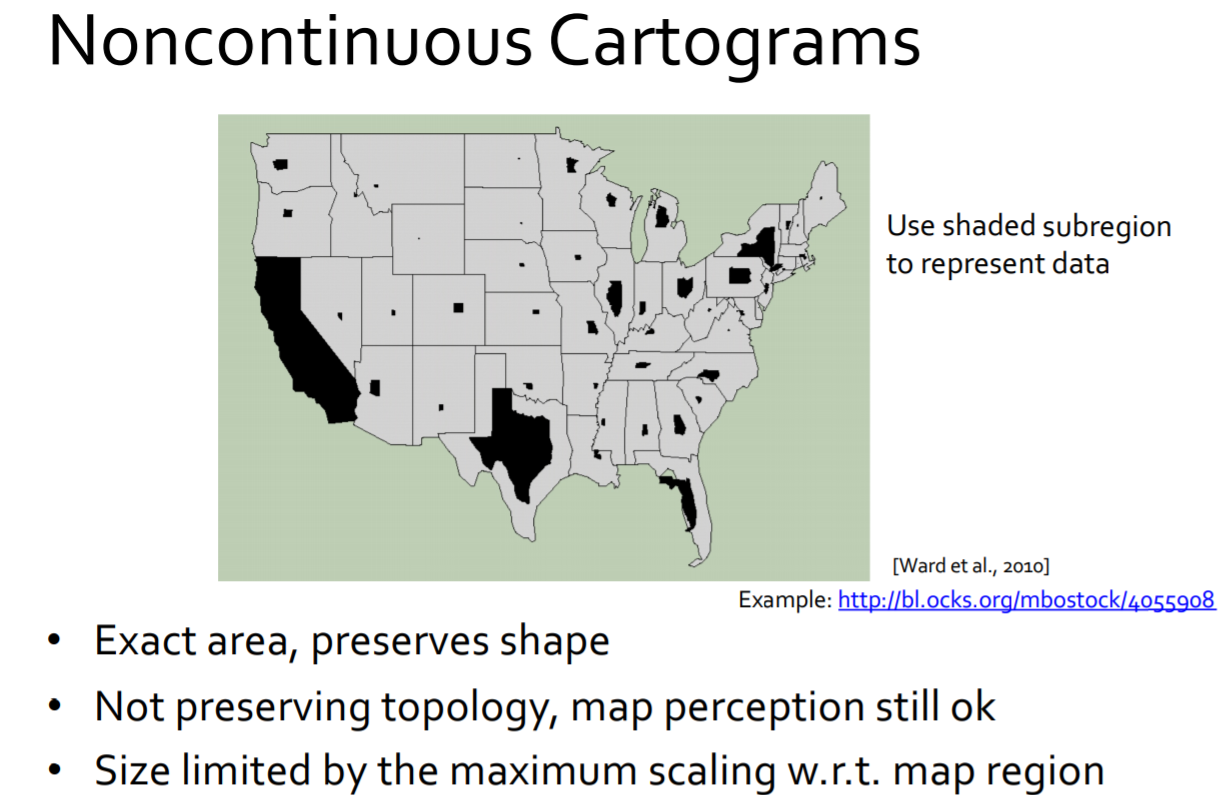 Noncontinuous Cartograms
Use shaded subregion
to represent data
[Ward et al., 2010]
Example: http://bl.ocks.org/mbostock/4055908
• Exact area, preserves shape
• Not preserving topology, map perception still ok
• Size limited by the maximum scaling w.r.t. map region